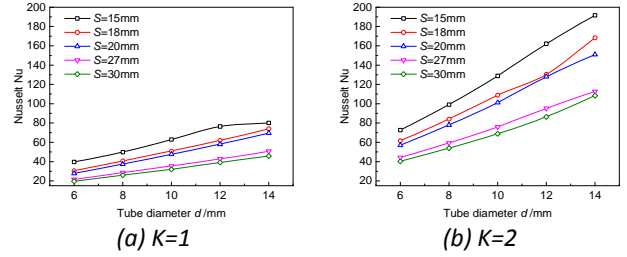 200
180
160
140
120
100
80
60
40
20
Nusselt Nu
S=15mm
S=18mm
S=20mm
S=27mm
S=30mm
6 8 10 12 14
Tube diameter d /mm
(a) K=1
200
180
160
140
120
100
80
60
40
20
Nusselt Nu
S=15mm
S=18mm
S=20mm
S=27mm
S=30mm
6 8 10 12 14
Tube diameter d /mm
(b) K=2